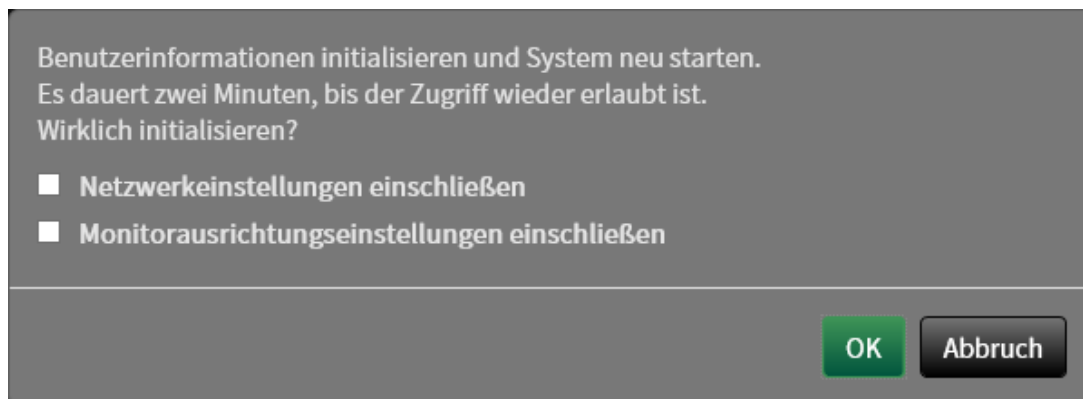 Benutzerinformationen initialisieren und System neu starten.
Es dauert zwei Minuten, bis der Zugriff wieder erlaubt ist.
Wirklich initialisieren?
Netzwerkeinstellungen einschließen
Monitorausrichtungseinstellungen einschließen
OK Abbruch